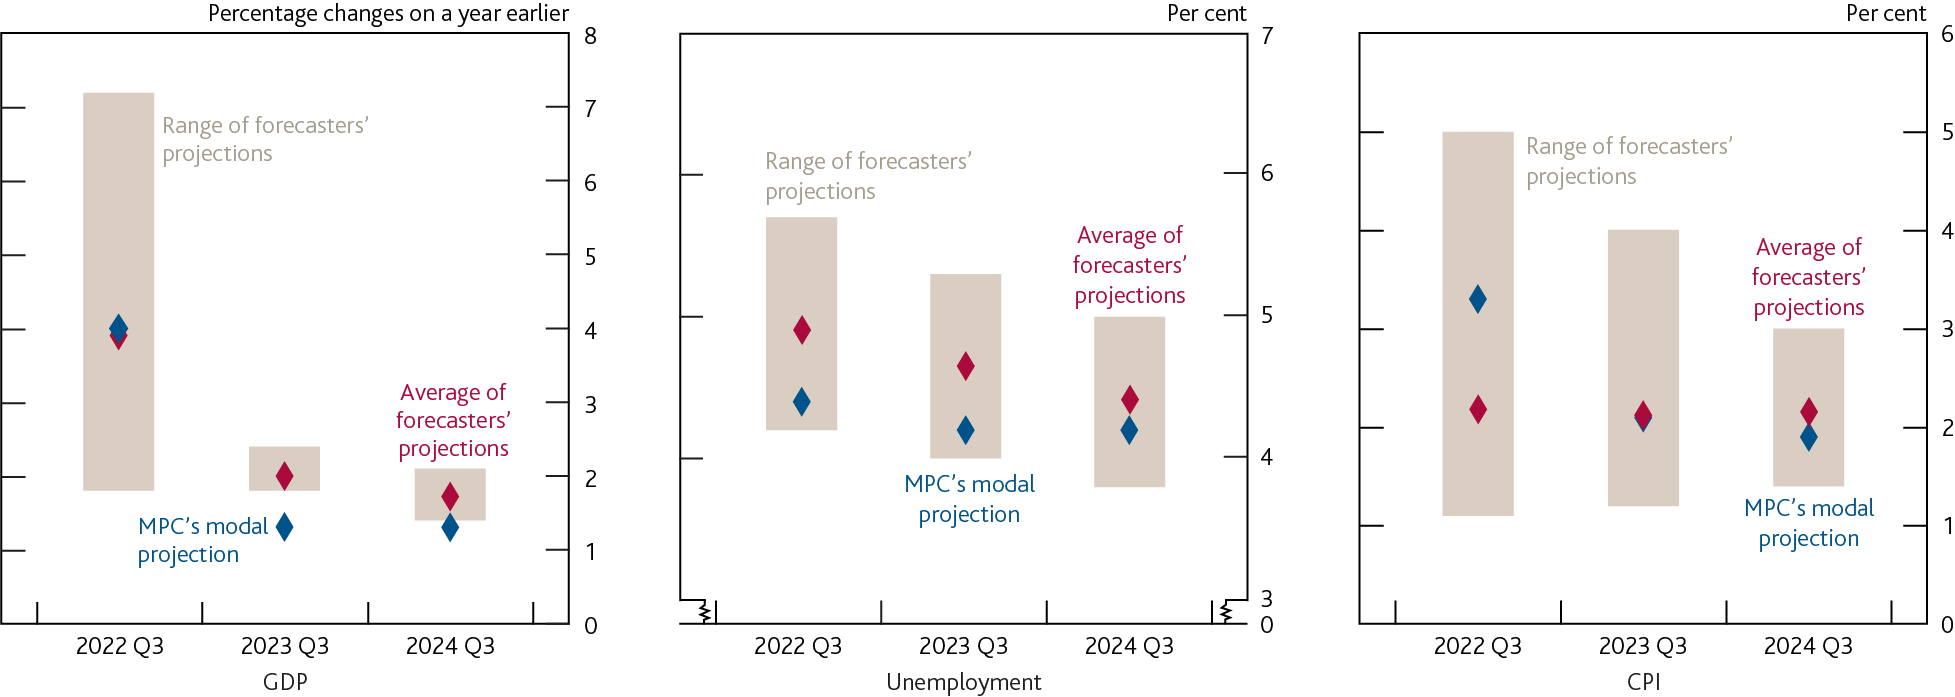 Percentage changes on a year earlier
8
7
6
5
4
3
2
1
0
Range of forecasters’
projections
Average of
forecasters’
projections
MPC’s modal
projection
2022 Q3 2023 Q3 2024 Q3
GDP
Per cent
7
6
5
4
3
0
Range of forecasters’
projections
Average of
forecasters’
projections
MPC’s modal
projection
2022 Q3 2023 Q3 2024 Q3
Unemployment
Per cent
6
5
4
3
2
1
0
Range of forecasters’
projections
Average of
forecasters’
projections
MPC’s modal
projection
2022 Q3 2023 Q3 2024 Q3
CPI